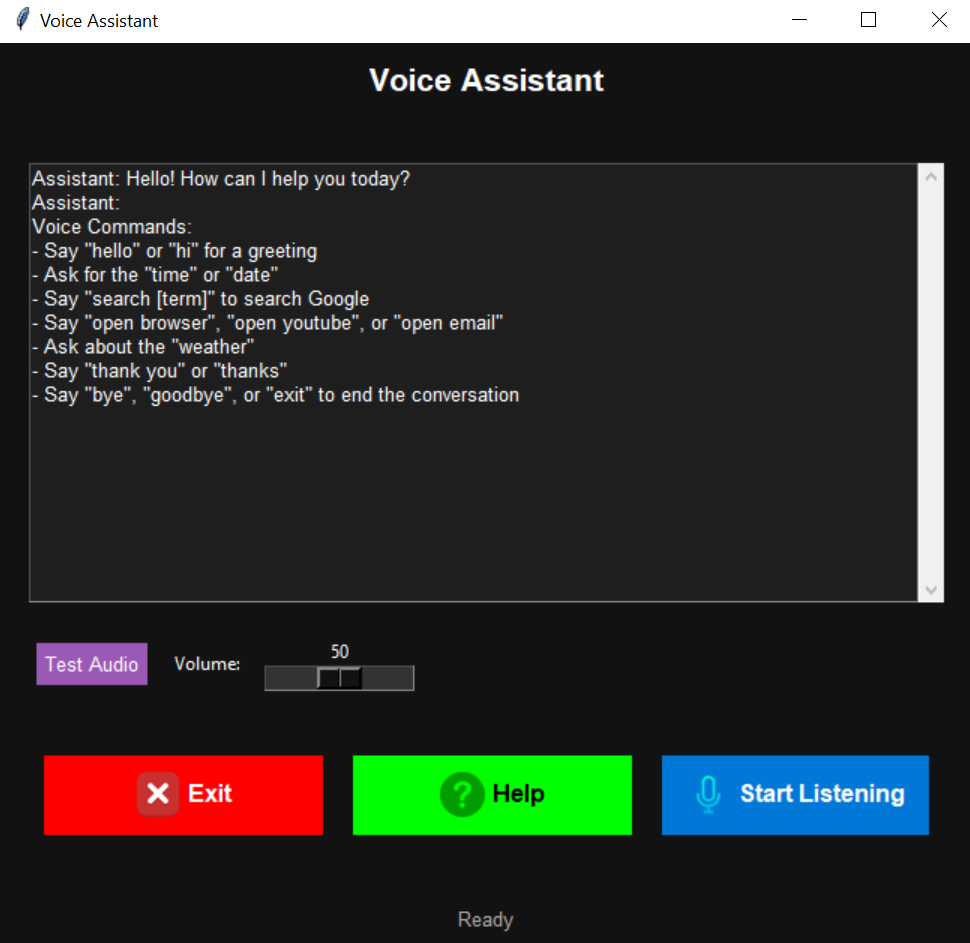 Voice Assistant
Voice Assistant
Assistant: Hello! How can I help you today?
Assistant:
Voice Commands:
- Say "hello" or "hi" for a greeting
- Ask for the "time" or "date"
- Say "search [term]" to search Google
- Say "open browser", "open youtube", or "open email"
- Ask about the "weather"
- Say "thank you" or "thanks"
- Say "bye", "goodbye", or "exit" to end the conversation
50
Test Audio Volume:
Exit Help Start Listening
Ready